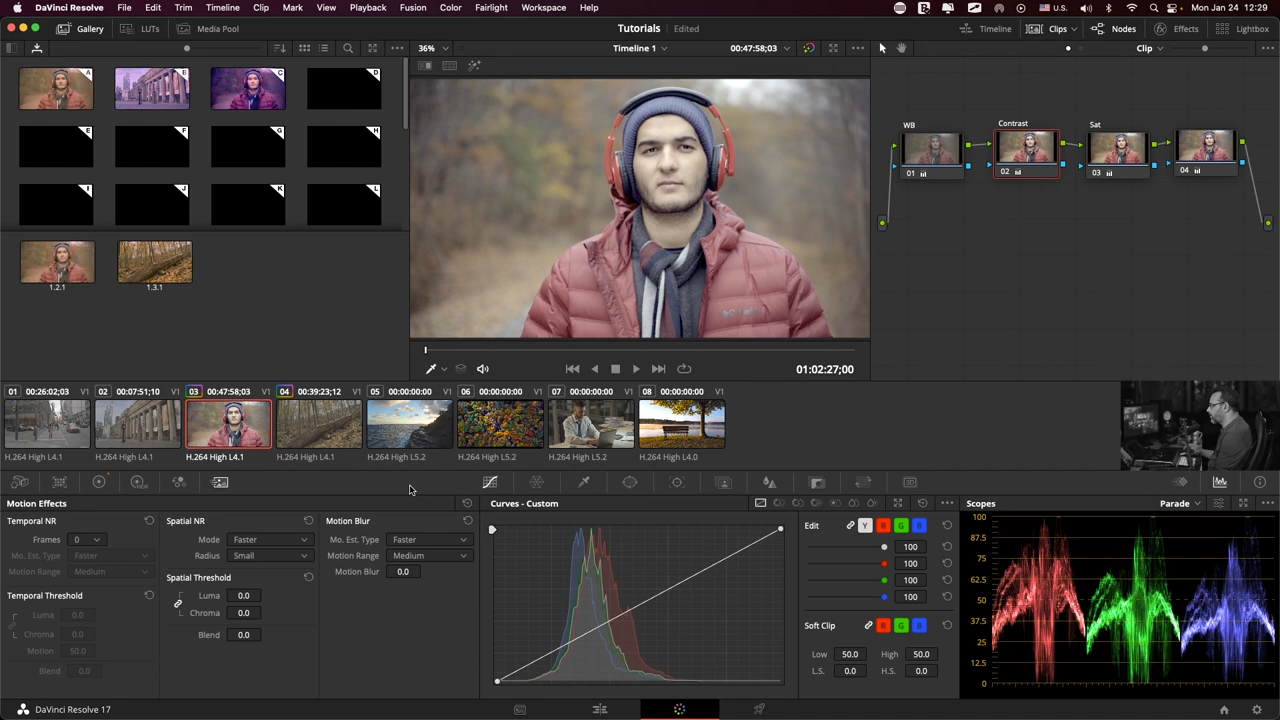 DaVinci Resolve File Edit Trim Timeline Clip Mark View Playback Fusion Color Fairlight Workspace Help U.S. Mon Jan 24 12:29
Gallery LUTs Media Pool Tutorials Edited Timeline Clips Nodes Effects Lightbox
36% Timeline 1 00:47:58;03 Clip
A B C D
E F G H
I J K L
1.2.1 1.3.1
WB Contrast Sat
01 02 03 04
01:02:27;00
01 00:26:02;03 V1 02 00:07:51;10 V1 03 00:47:58;03 V1 04 00:39:23;12 V1 05 00:00:00:00 V1 06 00:00:00:00 V1 07 00:00:00:00 V1 08 00:00:00:00 V1
H.264 High L4.1 H.264 High L4.1 H.264 High L4.1 H.264 High L4.1 H.264 High L5.2 H.264 High L5.2 H.264 High L5.2 H.264 High L4.0
Motion Effects
Temporal NR
Frames 0
Mo. Est. Type Faster
Motion Range Medium
Temporal Threshold
Luma 0.0
Chroma 0.0
Motion 50.0
Blend 0.0
Spatial NR
Mode Faster
Radius Small
Spatial Threshold
Luma 0.0
Chroma 0.0
Blend 0.0
Motion Blur
Mo. Est. Type Faster
Motion Range Medium
Motion Blur 0.0
Curves - Custom
Edit Y R G B
100
100
100
100
Soft Clip R G B
Low 50.0 High 50.0
L.S. 0.0 H.S. 0.0
Scopes Parade
100
87.5
75
62.5
50
37.5
25
12.5
0
DaVinci Resolve 17